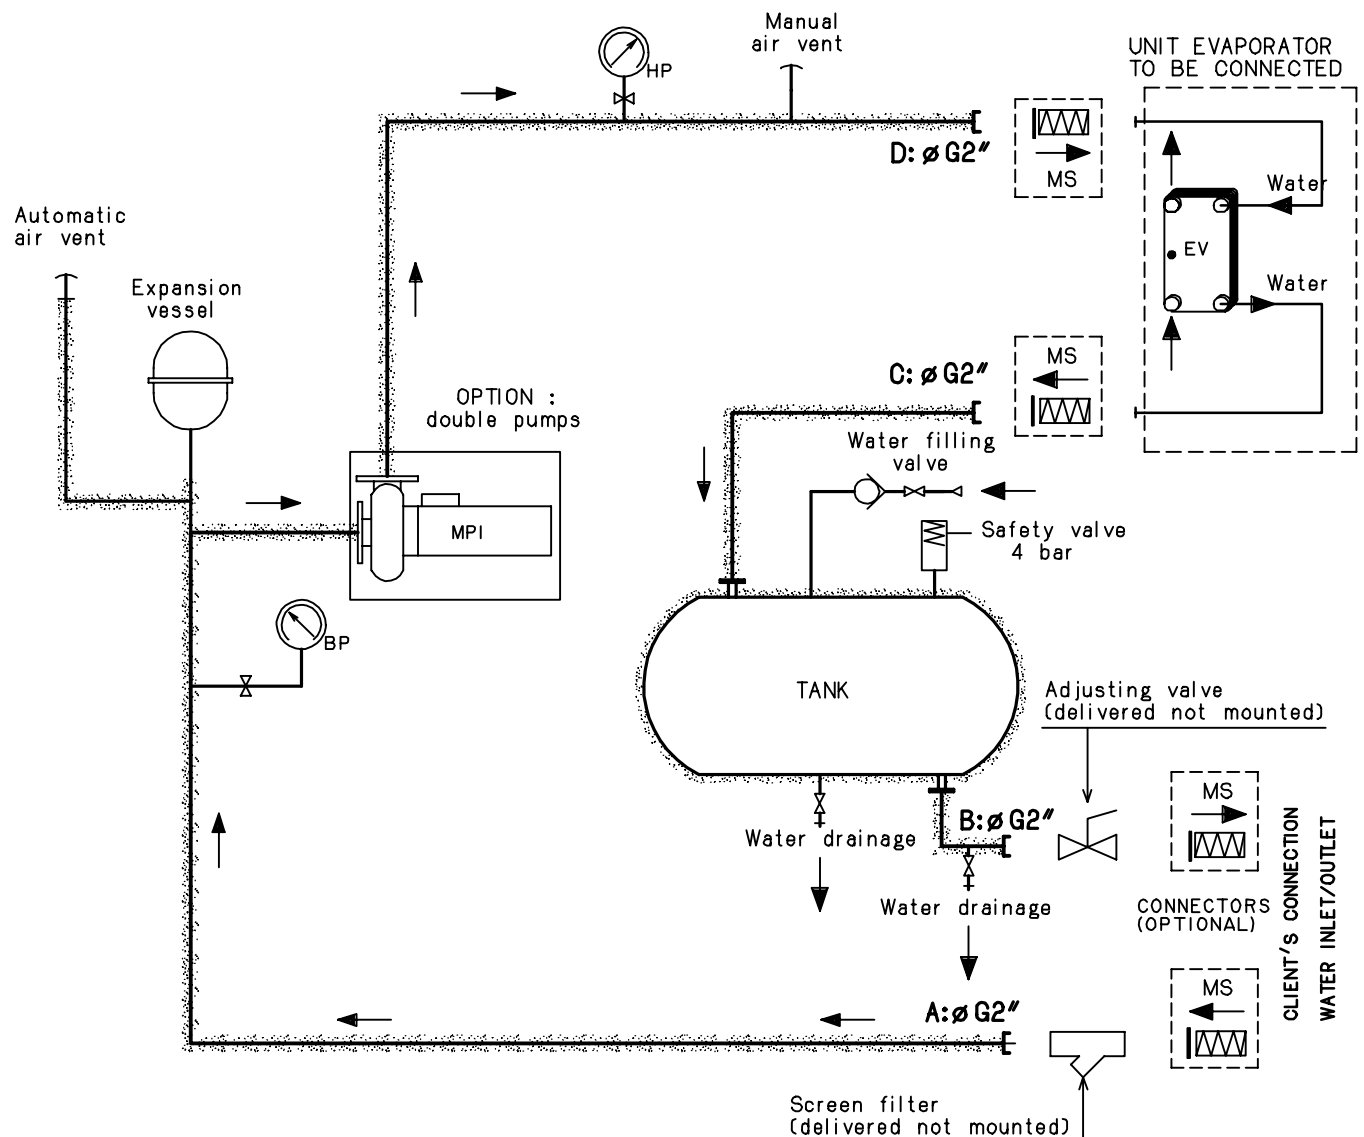 Manual
air vent
UNIT EVAPORATOR
TO BE CONNECTED
HP
D: ø G2"
MS
Water
Automatic
air vent
EV
Expansion
vessel
Water
MS
C: ø G2"
OPTION :
double pumps
Water filling
valve
MPI
Safety valve
4 bar
BP
TANK
Adjusting valve
(delivered not mounted)
MS
B: ø G2"
Water drainage
Water drainage
CONNECTORS
(OPTIONAL)
CLIENT'S CONNECTION
WATER INLET/OUTLET
MS
A: ø G2"
Screen filter
(delivered not mounted)